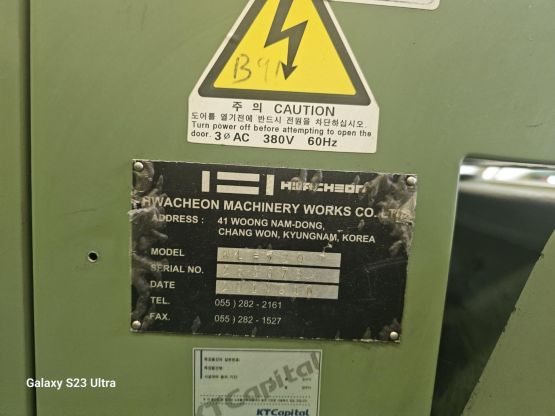 B9N
주 의 CAUTION
도어를 열기전에 반드시 전원을 차단하십시오.
Turn power off before attempting to open the
door. 3ø AC 380V 60Hz
HWACHEON
HWACHEON MACHINERY WORKS CO. LTD.
ADDRESS : 41 WOONG NAM-DONG,
CHANG WON, KYUNGNAM, KOREA
MODEL
SERIAL NO.
DATE
TEL. 055 ) 282 - 2161
FAX. 055 ) 282 - 1527
KTCapital
KTCapital
Galaxy S23 Ultra